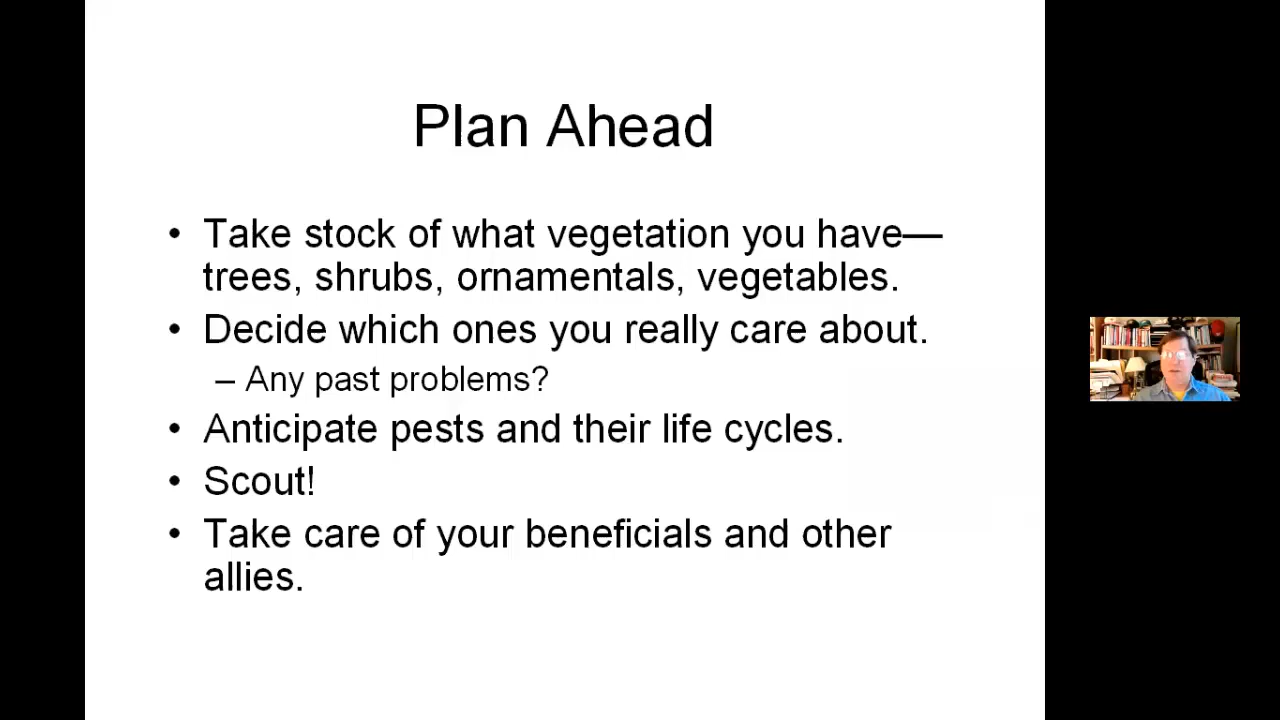 Plan Ahead
• Take stock of what vegetation you have—
trees, shrubs, ornamentals, vegetables.
• Decide which ones you really care about.
– Any past problems?
• Anticipate pests and their life cycles.
• Scout!
• Take care of your beneficials and other
allies.